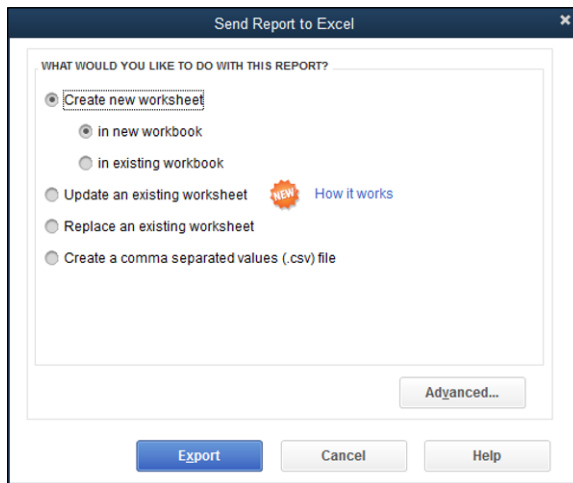 Send Report to Excel
WHAT WOULD YOU LIKE TO DO WITH THIS REPORT?
Create new worksheet
in new workbook
in existing workbook
Update an existing worksheet NEW How it works
Replace an existing worksheet
Create a comma separated values (.csv) file
Advanced...
Export Cancel Help